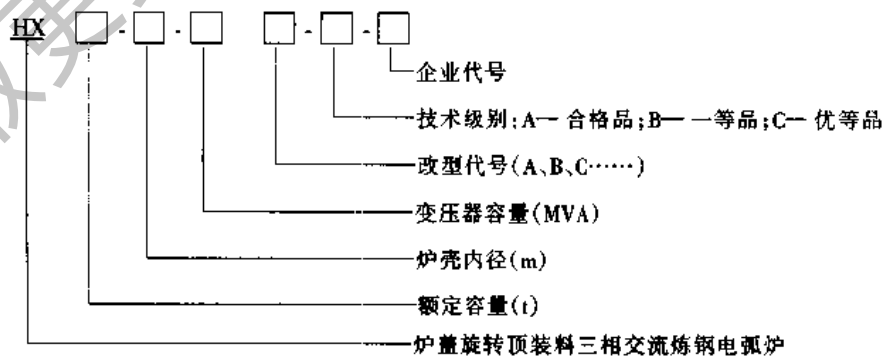 HX □-□-□ □-□-□
企业代号
技术级别:A— 合格品;B— 一等品;C— 优等品
改型代号(A、B、C……)
变压器容量(MVA)
炉壳内径(m)
额定容量(t)
炉盖旋转顶装料三相交流炼钢电弧炉